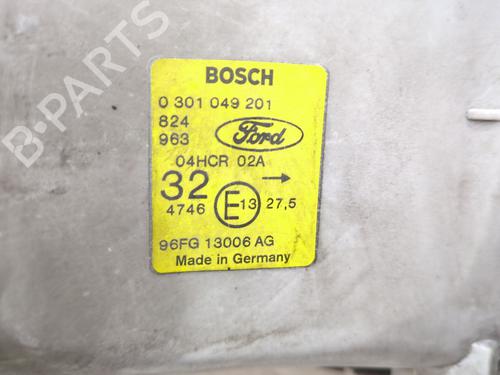 B-PARTS
BOSCH
0 301 049 201
824
963
Ford
04HCR 02A
32
4746
E
13
27,5
96FG 13006 AG
Made in Germany